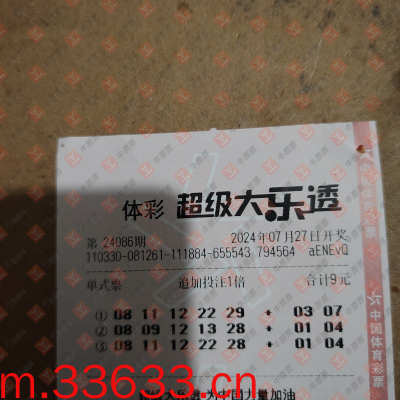 体彩 超级大乐透
第 24086期 2024年07月27日开奖
110330-081261-111884-655543 794564 aENEvQ
单式票 追加投注1倍 合计9元
① 08 11 12 22 29 + 03 07
② 08 09 12 13 28 + 01 04
③ 08 11 12 22 28 + 01 04
中国体育彩票
m.33633.cn